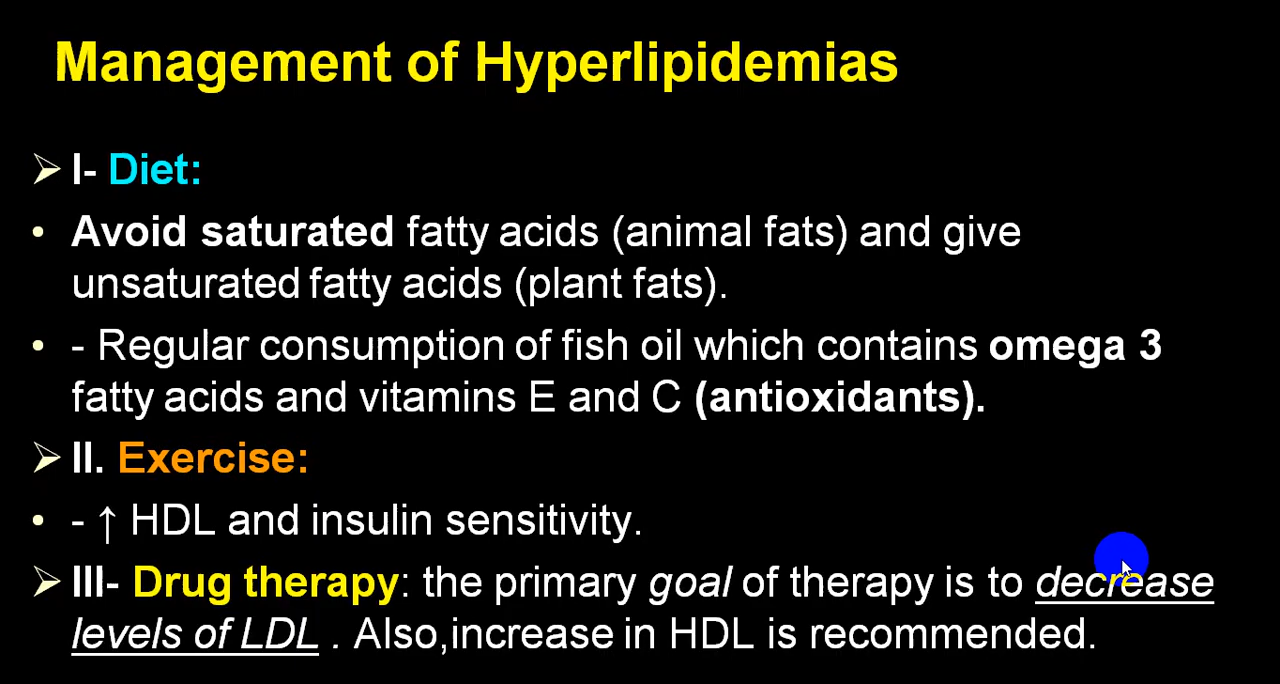 Management of Hyperlipidemias
➢ I- Diet:
• Avoid saturated fatty acids (animal fats) and give
unsaturated fatty acids (plant fats).
• - Regular consumption of fish oil which contains omega 3
fatty acids and vitamins E and C (antioxidants).
➢ II. Exercise:
• - ↑ HDL and insulin sensitivity.
➢ III- Drug therapy: the primary goal of therapy is to decrease
levels of LDL . Also,increase in HDL is recommended.